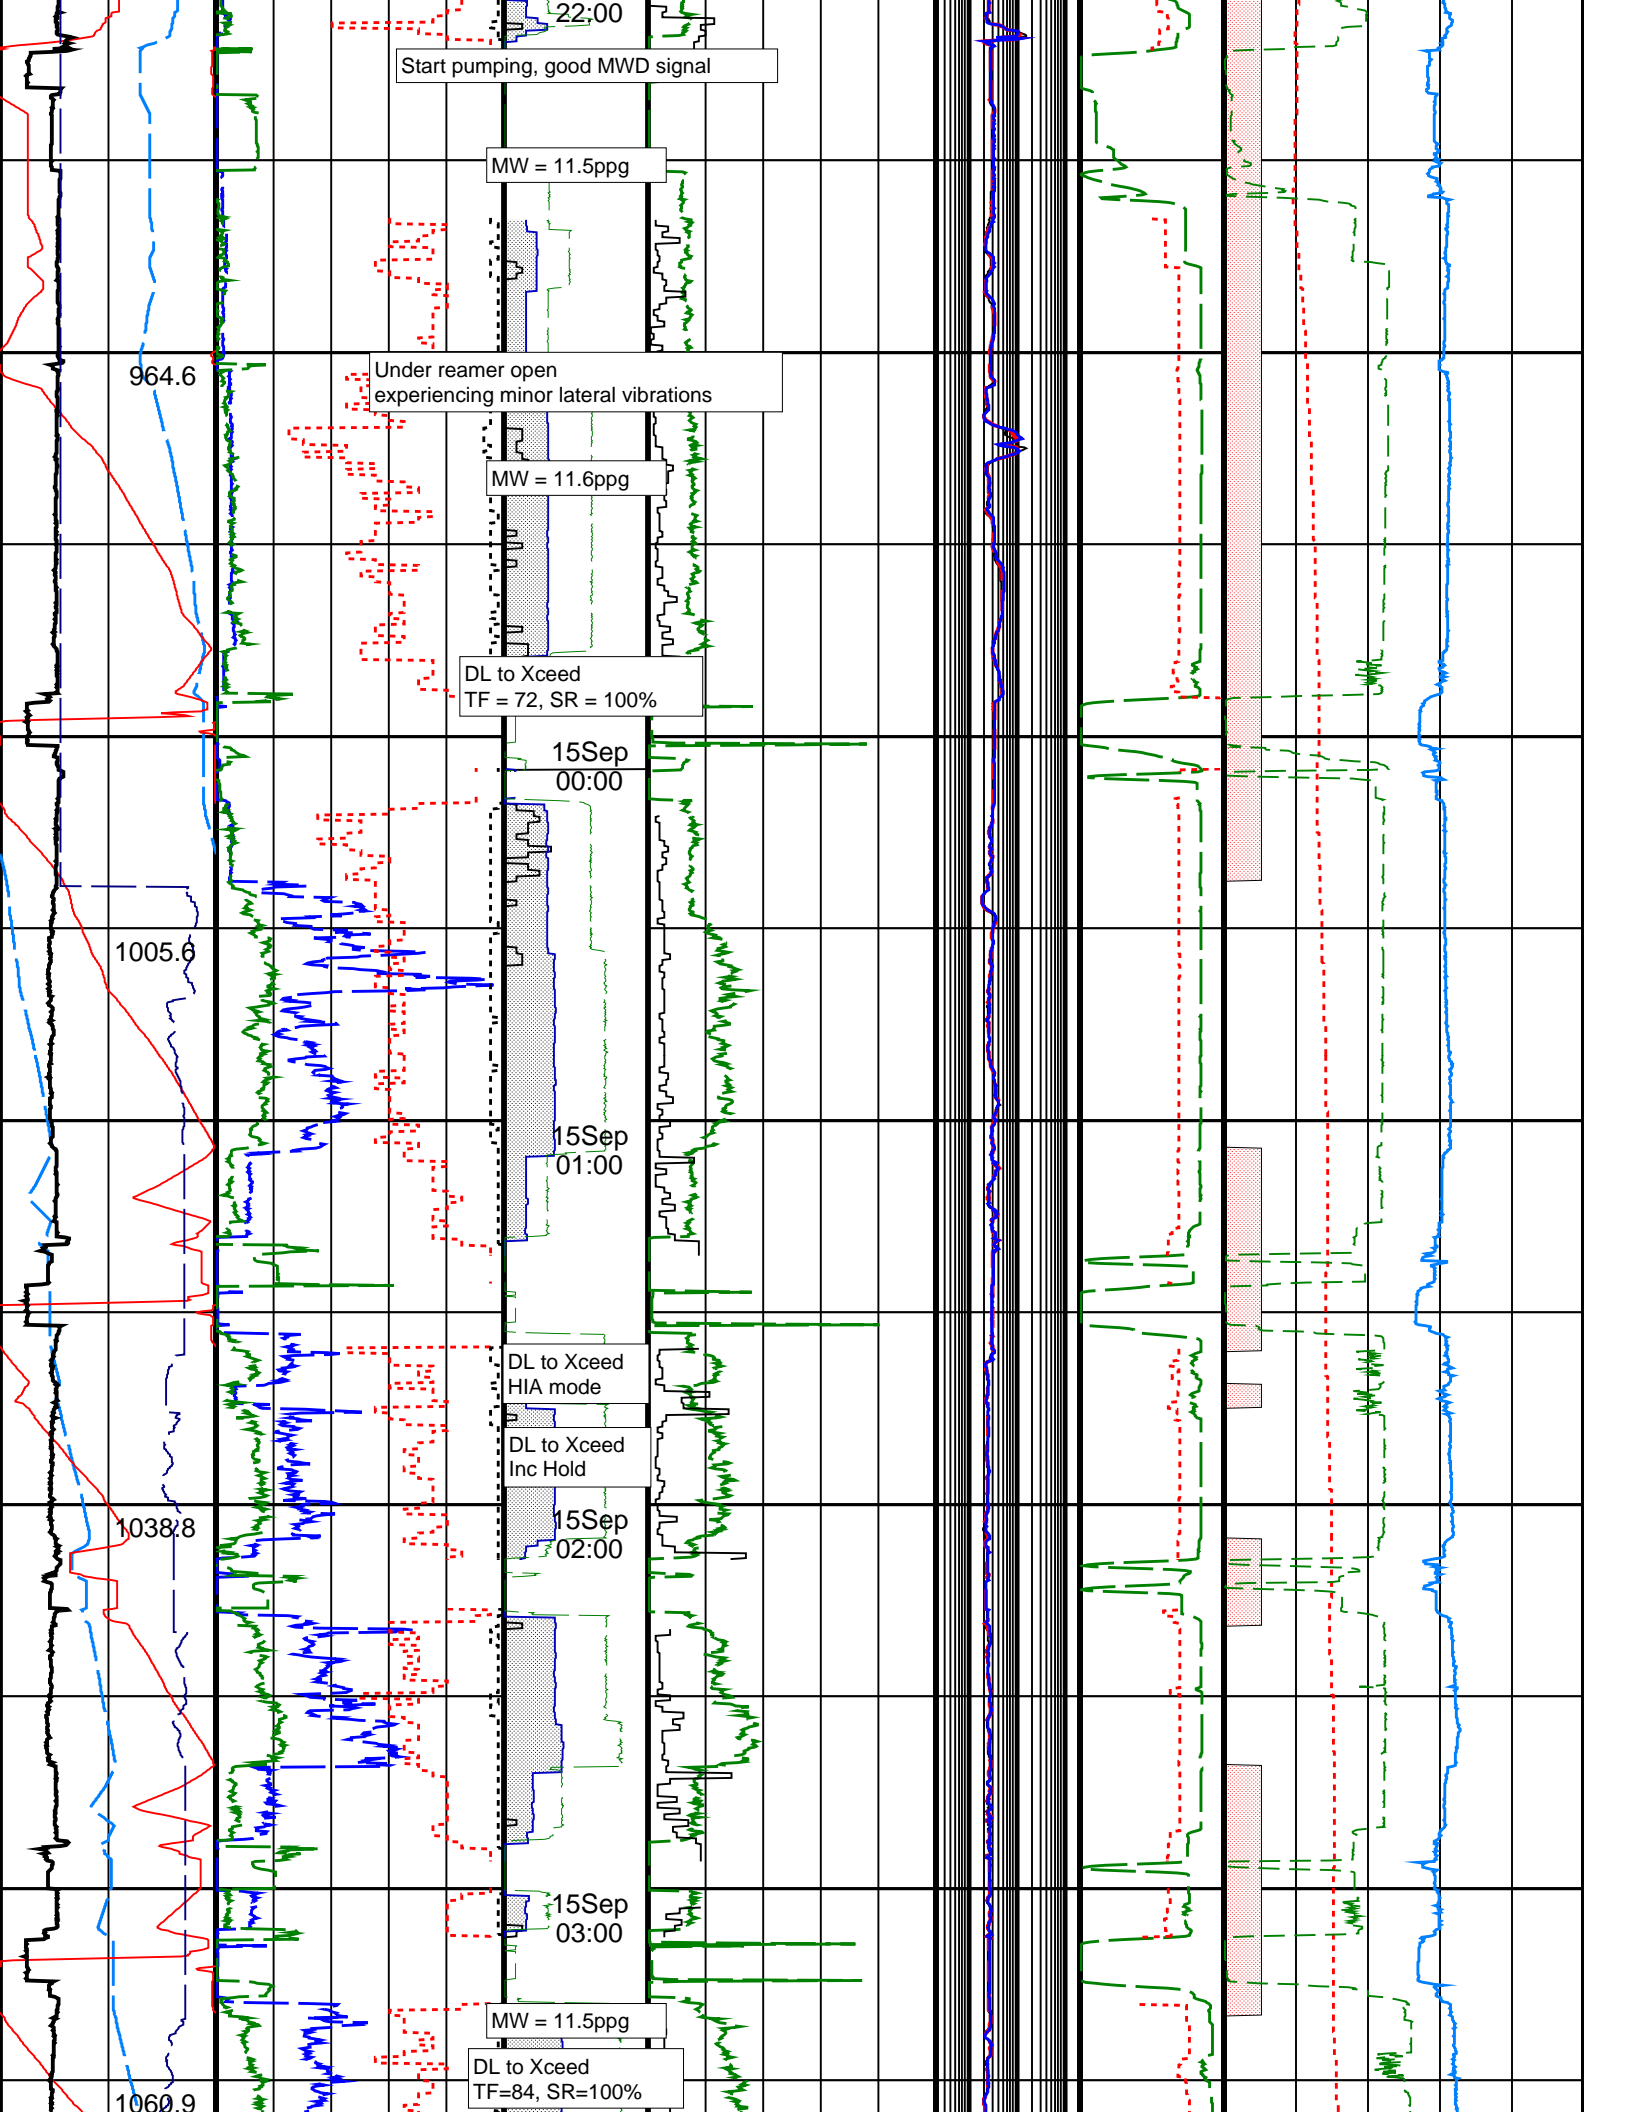 22:00
Start pumping, good MWD signal
MW = 11.5ppg
Under reamer open
experiencing minor lateral vibrations
964.6
MW = 11.6ppg
DL to Xceed
TF = 72, SR = 100%
15Sep
00:00
1005.6
15Sep
01:00
DL to Xceed
HIA mode
DL to Xceed
Inc Hold
1038.8
15Sep
02:00
15Sep
03:00
MW = 11.5ppg
DL to Xceed
TF=84, SR=100%
1060.9